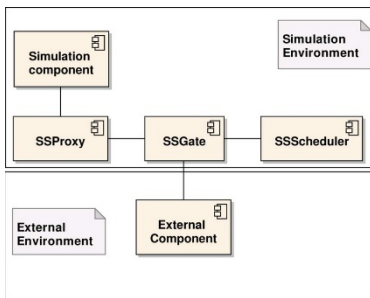 Simulation
component
Simulation
Environment
SSProxy
SSGate
SSScheduler
External
Environment
External
Component